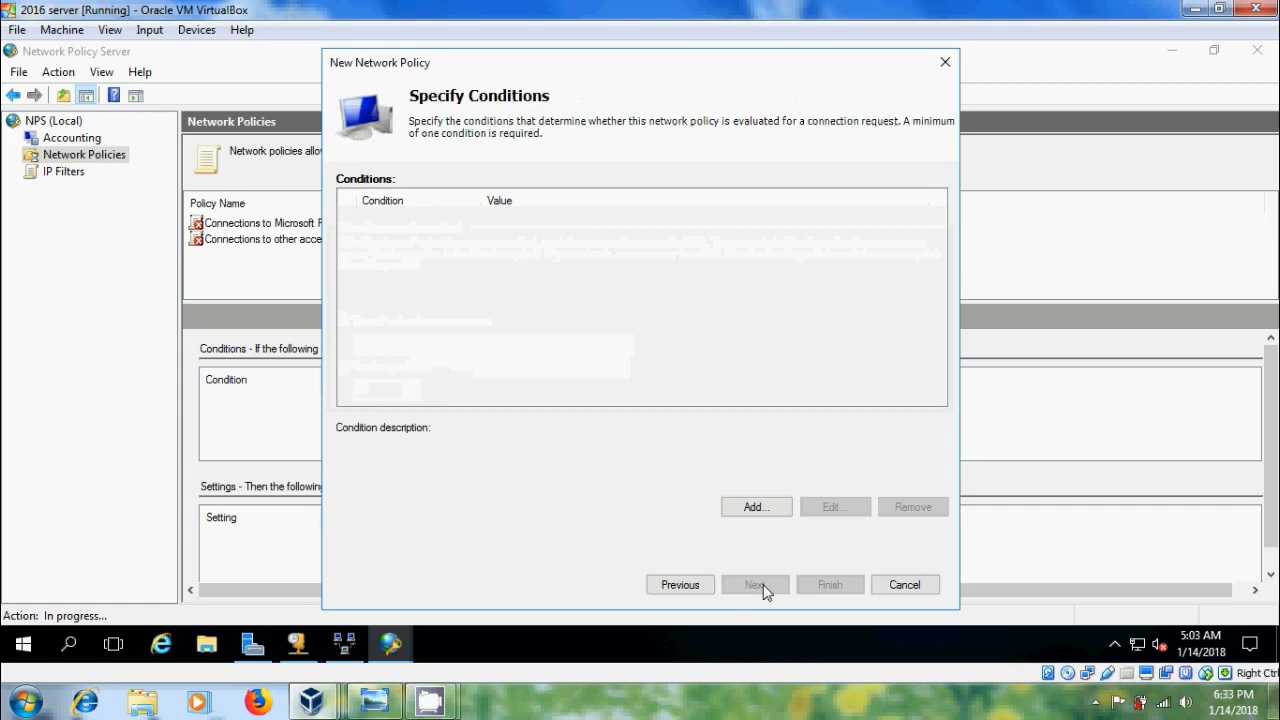 2016 server [Running] - Oracle VM VirtualBox
File Machine View Input Devices Help
Network Policy Server
File Action View Help
NPS (Local)
Accounting
Network Policies
IP Filters
Network Policies
Network policies allo
Policy Name
Connections to Microsoft F
Connections to other acce
Conditions - If the following
Condition
Settings - Then the following
Setting
Action: In progress...
New Network Policy
Specify Conditions
Specify the conditions that determine whether this network policy is evaluated for a connection request. A minimum
of one condition is required.
Conditions:
Condition Value
Condition description:
Add... Edit... Remove
Previous Next Finish Cancel
5:03 AM
1/14/2018
Right Ctrl
6:33 PM
1/14/2018